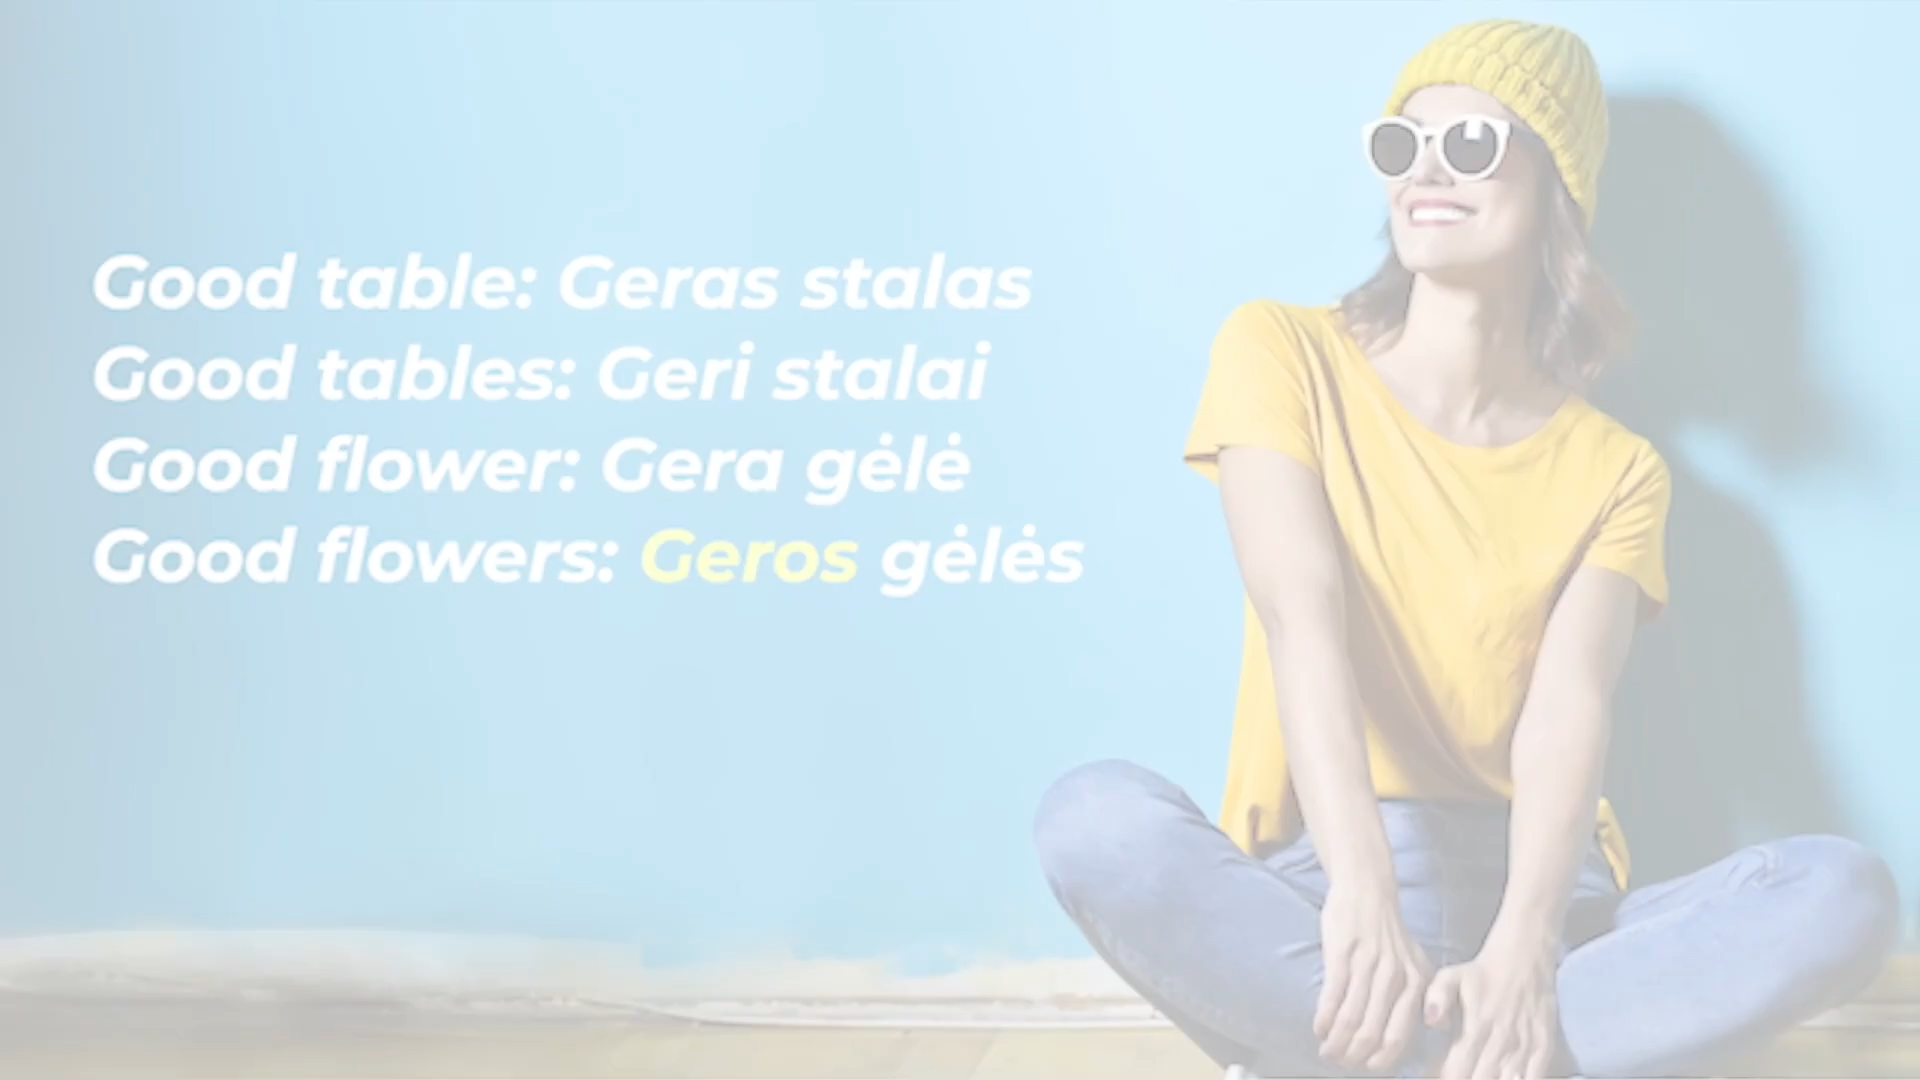 Good table: Geras stalas
Good tables: Geri stalai
Good flower: Gera gėlė
Good flowers: Geros gėlės